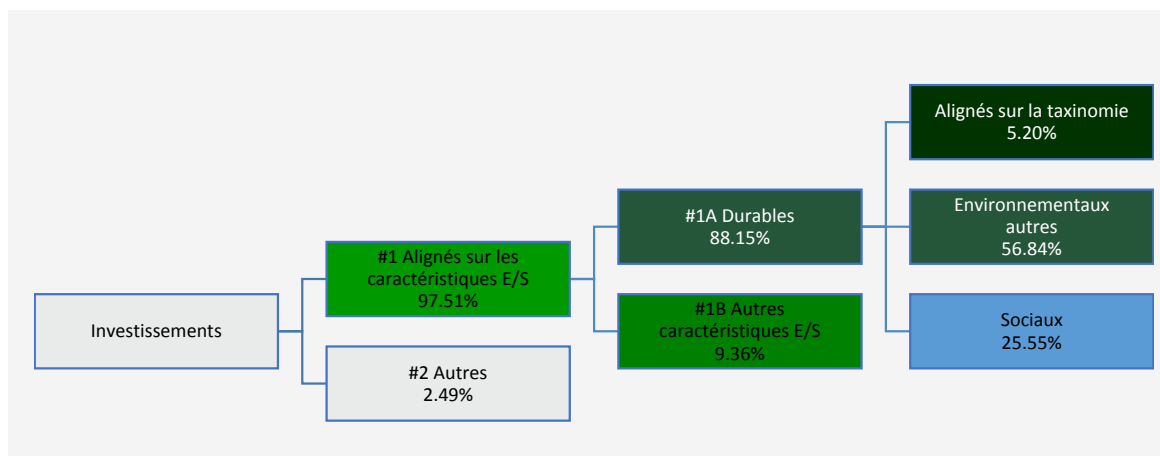 Investissements
#1 Alignés sur les
caractéristiques E/S
97.51%
#2 Autres
2.49%
#1A Durables
88.15%
#1B Autres
caractéristiques E/S
9.36%
Alignés sur la taxinomie
5.20%
Environnementaux
autres
56.84%
Sociaux
25.55%